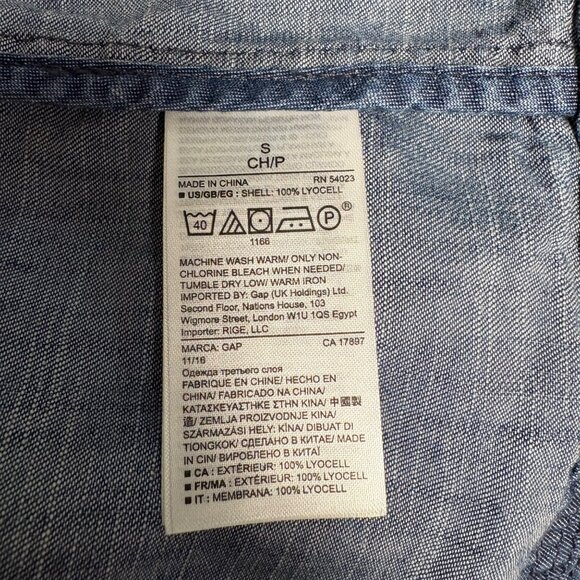 S
CH/P
MADE IN CHINA RN 54023
■ US/GB/EG : SHELL: 100% LYOCELL
40 P ®
1166
MACHINE WASH WARM/ ONLY NON-
CHLORINE BLEACH WHEN NEEDED/
TUMBLE DRY LOW/ WARM IRON
IMPORTED BY: Gap (UK Holdings) Ltd.
Second Floor, Nations House, 103
Wigmore Street, London W1U 1QS Egypt
Importer: RIGE, LLC
MARCA: GAP CA 17897
11/16
Одежда третьего слоя
FABRIQUE EN CHINE/ HECHO EN
CHINA/ FABRICADO NA CHINA/
ΚΑΤΑΣΚΕΥΑΣΤΗΚΕ ΣΤΗΝ ΚΙΝΑ/ 中國製
造/ ZEMLJA PROIZVODNJE KINA/
SZÁRMAZÁSI HELY: KÍNA/ DIBUAT DI
TIONGKOK/ СДЕЛАНО В КИТАЕ/ MADE
IN CIN/ ВИРОБЛЕНО В КИТАЇ
■ CA : EXTÉRIEUR: 100% LYOCELL
■ FR/MA : EXTÉRIEUR: 100% LYOCELL
■ IT : MEMBRANA: 100% LYOCELL